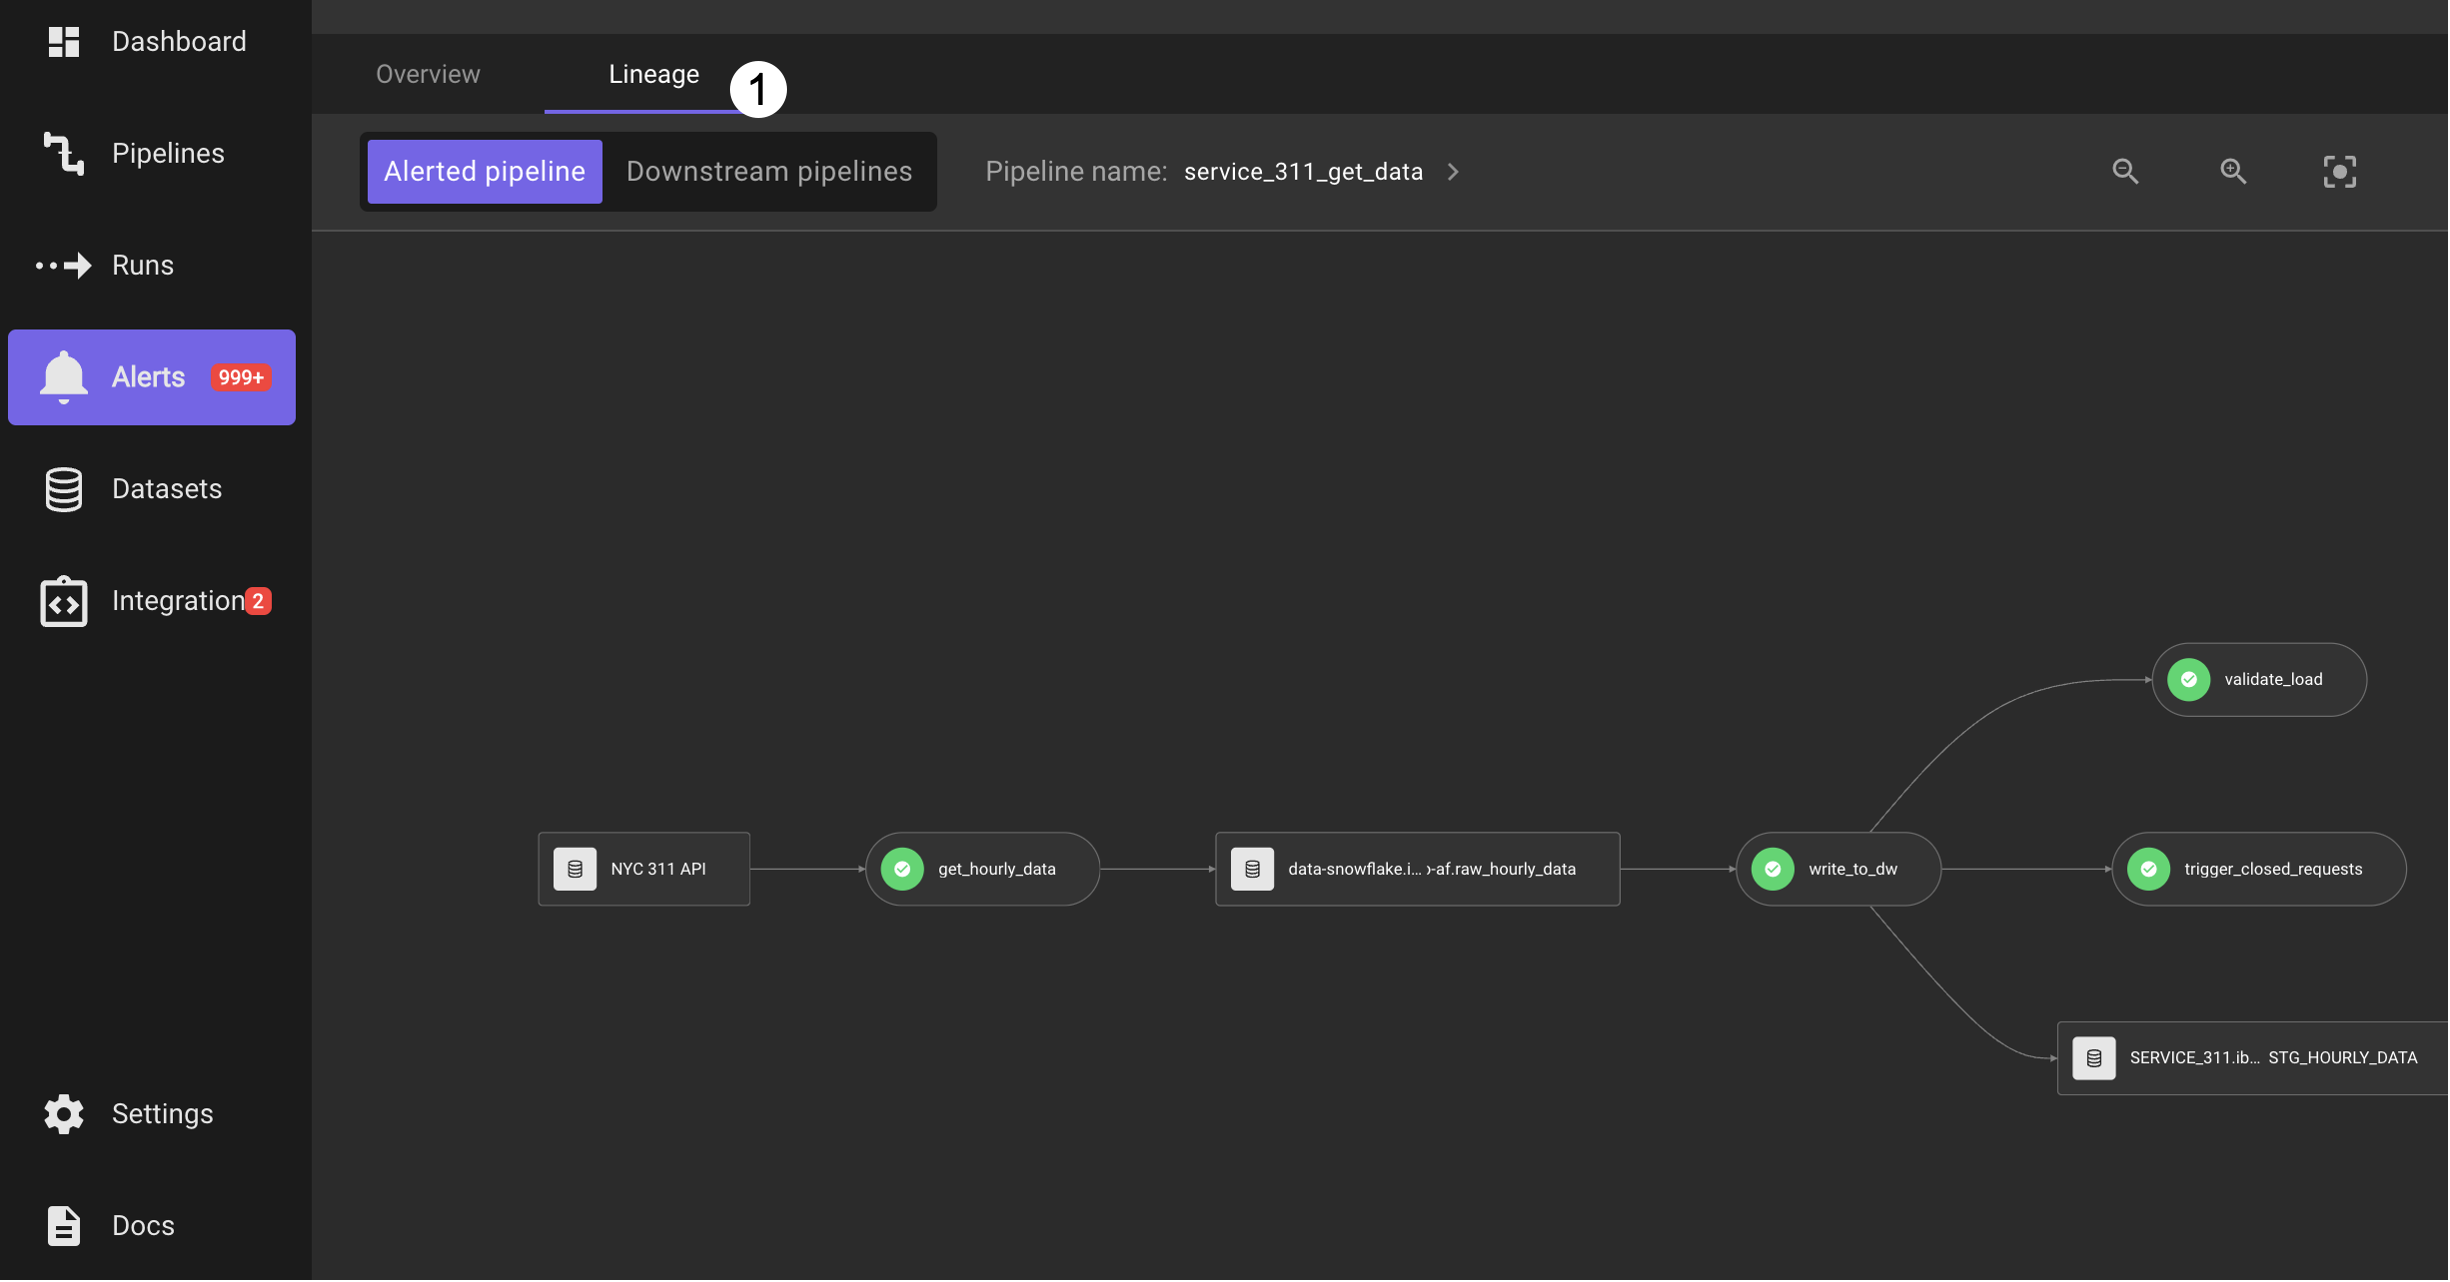 Dashboard
Pipelines
Runs
Alerts 999+
Datasets
Integration 2
Settings
Docs
Overview Lineage 1
Alerted pipeline Downstream pipelines Pipeline name: service_311_get_data
validate_load
NYC 311 API get_hourly_data data-snowflake.i... -af.raw_hourly_data write_to_dw trigger_closed_requests
SERVICE_311.ib... STG_HOURLY_DATA